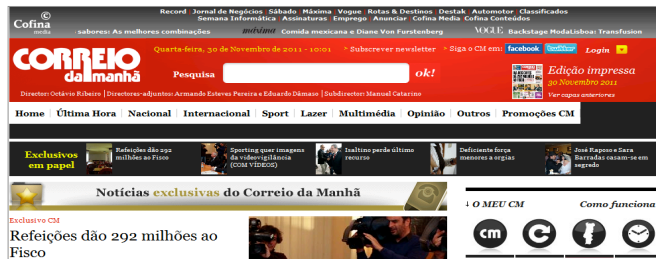 Record Jornal de Negócios Sábado Máxima Vogue Rotas & Destinos Destak Automotor Classificados
Semana Informática Assinaturas Emprego Anunciar Cofina Media Cofina Conteúdos
Cofina
media
sabores: As melhores combinações máxima Comida mexicana e Diane Von Furstenberg VOGUE Backstage ModaLisboa: Transfusion
Quarta-feira, 30 de Novembro de 2011 - 10:01 > Subscrever newsletter > Siga o CM em: facebook twitter Login
CORREIO
da manhã
Pesquisa ok!
Edição impressa
30 Novembro 2011
Ver capas anteriores
Director: Octávio Ribeiro | Directores-adjuntos: Armando Esteves Pereira e Eduardo Dâmaso | Subdirector: Manuel Catarino
Home Última Hora Nacional Internacional Sport Lazer Multimédia Opinião Outros Promoções CM
Exclusivos
em papel
Refeições dão 292
milhões ao Fisco
Sporting quer imagens
da videovigilância
(COM VÍDEOS)
Isaltino perde último
recurso
Deficiente força
menores a orgias
José Raposo e Sara
Barradas casam-se em
segredo
Notícias exclusivas do Correio da Manhã
↓ O MEU CM Como funciona
Exclusivo CM
Refeições dão 292 milhões ao
Fisco
cm